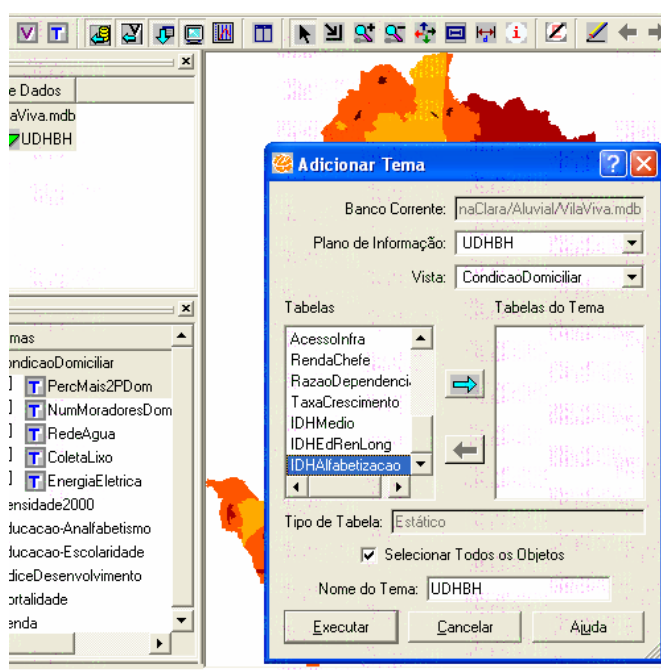 V T
e Dados
aViva.mdb
UDHBH
mas
ondicaoDomiciliar
T PercMais2PDom
T NumMoradoresDom
T RedeAgua
T ColetaLixo
T EnergiaEletrica
ensidade2000
ducacao-Analfabetismo
ducacao-Escolaridade
diceDesenvolvimento
ortalidade
enda
Adicionar Tema
Banco Corrente: naClara/Aluvial/VilaViva.mdb
Plano de Informação: UDHBH
Vista: CondicaoDomiciliar
Tabelas
Tabelas do Tema
AcessoInfra
RendaChefe
RazaoDependenci
TaxaCrescimento
IDHMedio
IDHEdRenLong
IDHAlfabetizacao
Tipo de Tabela: Estático
Selecionar Todos os Objetos
Nome do Tema: UDHBH
Executar
Cancelar
Ajuda